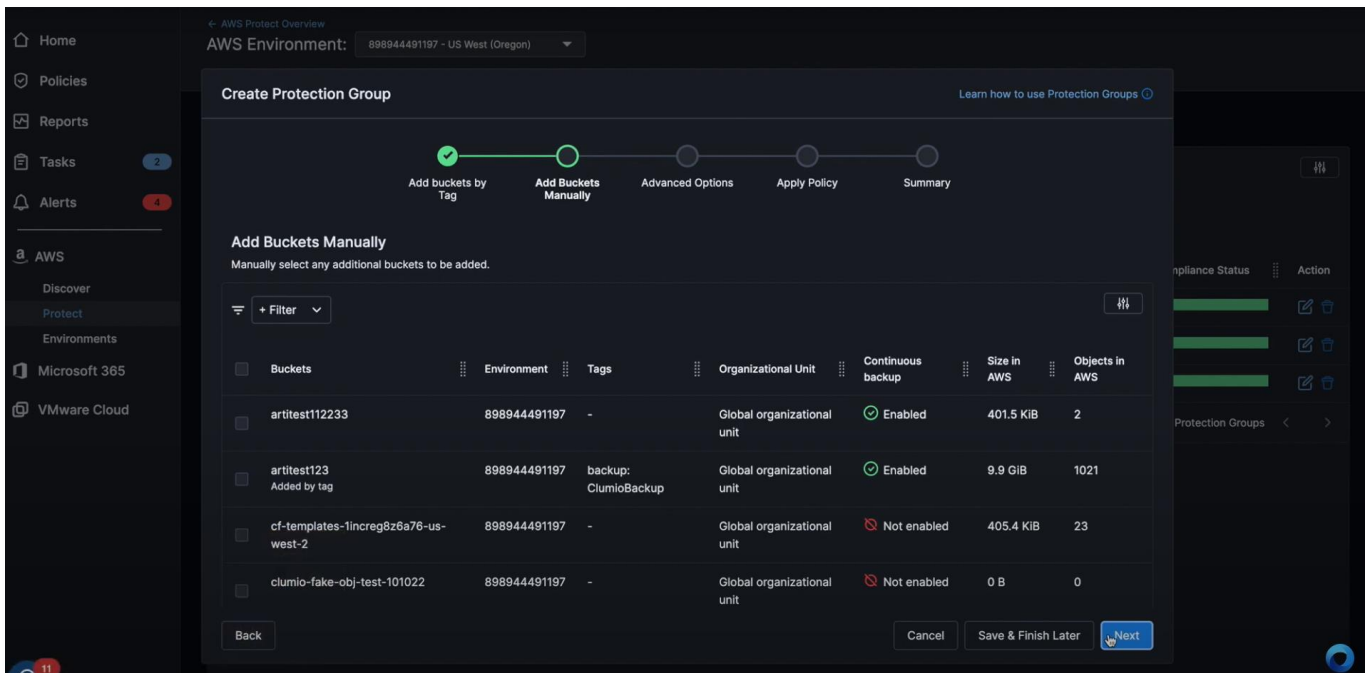 ← AWS Protect Overview
AWS Environment:
898944491197 - US West (Oregon)
Home
Policies
Reports
Tasks
2
Alerts
4
a AWS
Discover
Protect
Environments
Microsoft 365
VMware Cloud
11
Create Protection Group
Learn how to use Protection Groups
Add buckets by
Tag
Add Buckets
Manually
Advanced Options
Apply Policy
Summary
Add Buckets Manually
Manually select any additional buckets to be added.
+ Filter
Buckets
Environment
Tags
Organizational Unit
Continuous
backup
Size in
AWS
Objects in
AWS
artitest112233
898944491197
-
Global organizational
unit
Enabled
401.5 KiB
2
artitest123
Added by tag
898944491197
backup:
ClumioBackup
Global organizational
unit
Enabled
9.9 GiB
1021
cf-templates-1increg8z6a76-us-
west-2
898944491197
-
Global organizational
unit
Not enabled
405.4 KiB
23
clumio-fake-obj-test-101022
898944491197
-
Global organizational
unit
Not enabled
0 B
0
Back
Cancel
Save & Finish Later
Next
Status
Action
Protection Groups